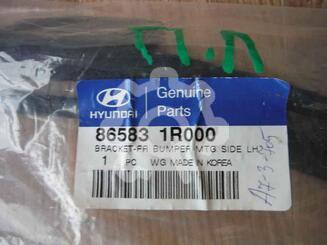 П.П
HYUNDAI
Genuine
Parts
86583 1R000
BRACKET-FR BUMPER MTG SIDE LH
1 PC WG MADE IN KOREA